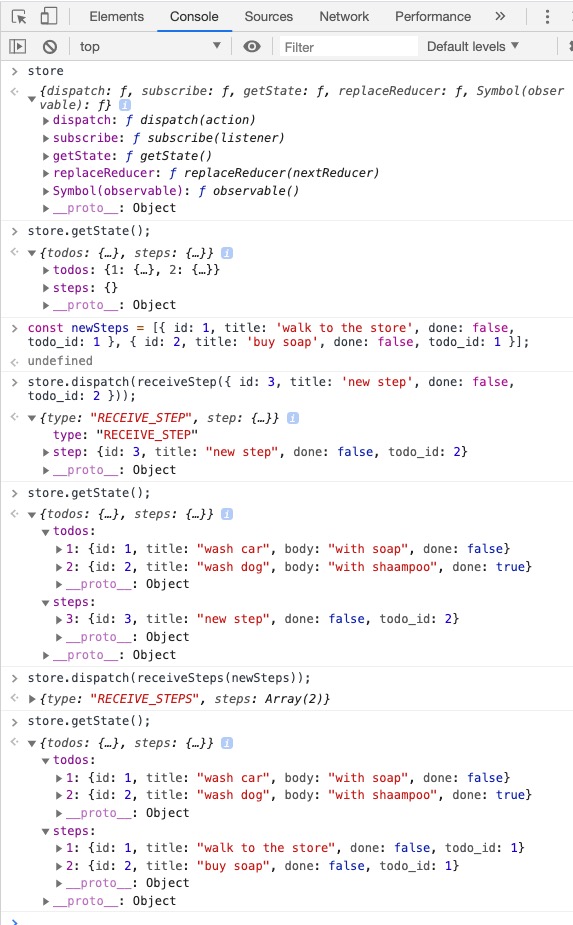 Elements Console Sources Network Performance »
top Filter Default levels
> store
{dispatch: ƒ, subscribe: ƒ, getState: ƒ, replaceReducer: ƒ, Symbol(obser
vable): ƒ} i
dispatch: ƒ dispatch(action)
subscribe: ƒ subscribe(listener)
getState: ƒ getState()
replaceReducer: ƒ replaceReducer(nextReducer)
Symbol(observable): ƒ observable()
__proto__: Object
> store.getState();
{todos: {…}, steps: {…}} i
todos: {1: {…}, 2: {…}}
steps: {}
__proto__: Object
> const newSteps = [{ id: 1, title: 'walk to the store', done: false,
todo_id: 1 }, { id: 2, title: 'buy soap', done: false, todo_id: 1 }];
undefined
> store.dispatch(receiveStep({ id: 3, title: 'new step', done: false,
todo_id: 2 }));
{type: "RECEIVE_STEP", step: {…}} i
type: "RECEIVE_STEP"
step: {id: 3, title: "new step", done: false, todo_id: 2}
__proto__: Object
> store.getState();
{todos: {…}, steps: {…}} i
todos:
1: {id: 1, title: "wash car", body: "with soap", done: false}
2: {id: 2, title: "wash dog", body: "with shaampoo", done: true}
__proto__: Object
steps:
3: {id: 3, title: "new step", done: false, todo_id: 2}
__proto__: Object
__proto__: Object
> store.dispatch(receiveSteps(newSteps));
{type: "RECEIVE_STEPS", steps: Array(2)}
> store.getState();
{todos: {…}, steps: {…}} i
todos:
1: {id: 1, title: "wash car", body: "with soap", done: false}
2: {id: 2, title: "wash dog", body: "with shaampoo", done: true}
__proto__: Object
steps:
1: {id: 1, title: "walk to the store", done: false, todo_id: 1}
2: {id: 2, title: "buy soap", done: false, todo_id: 1}
__proto__: Object
__proto__: Object
>